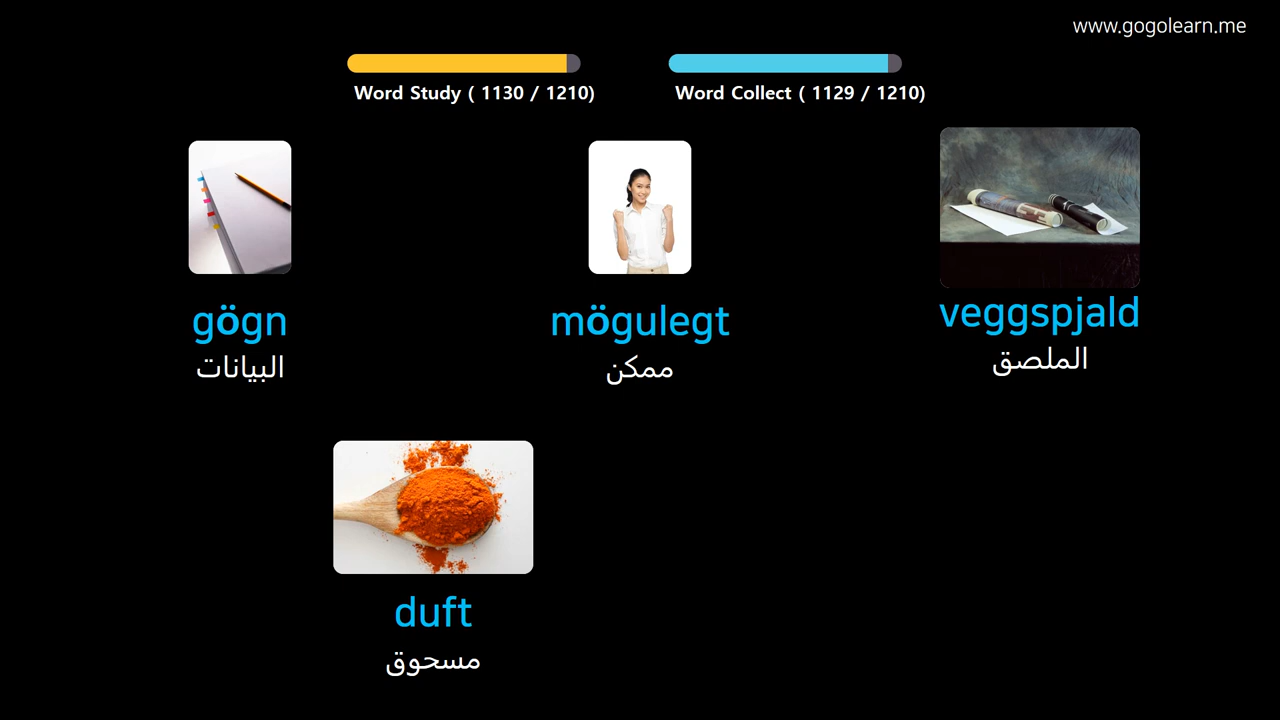 www.gogolearn.me
Word Study ( 1130 / 1210)
Word Collect ( 1129 / 1210)
gögn
البيانات
mögulegt
ممكن
veggspjald
الملصق
duft
مسحوق